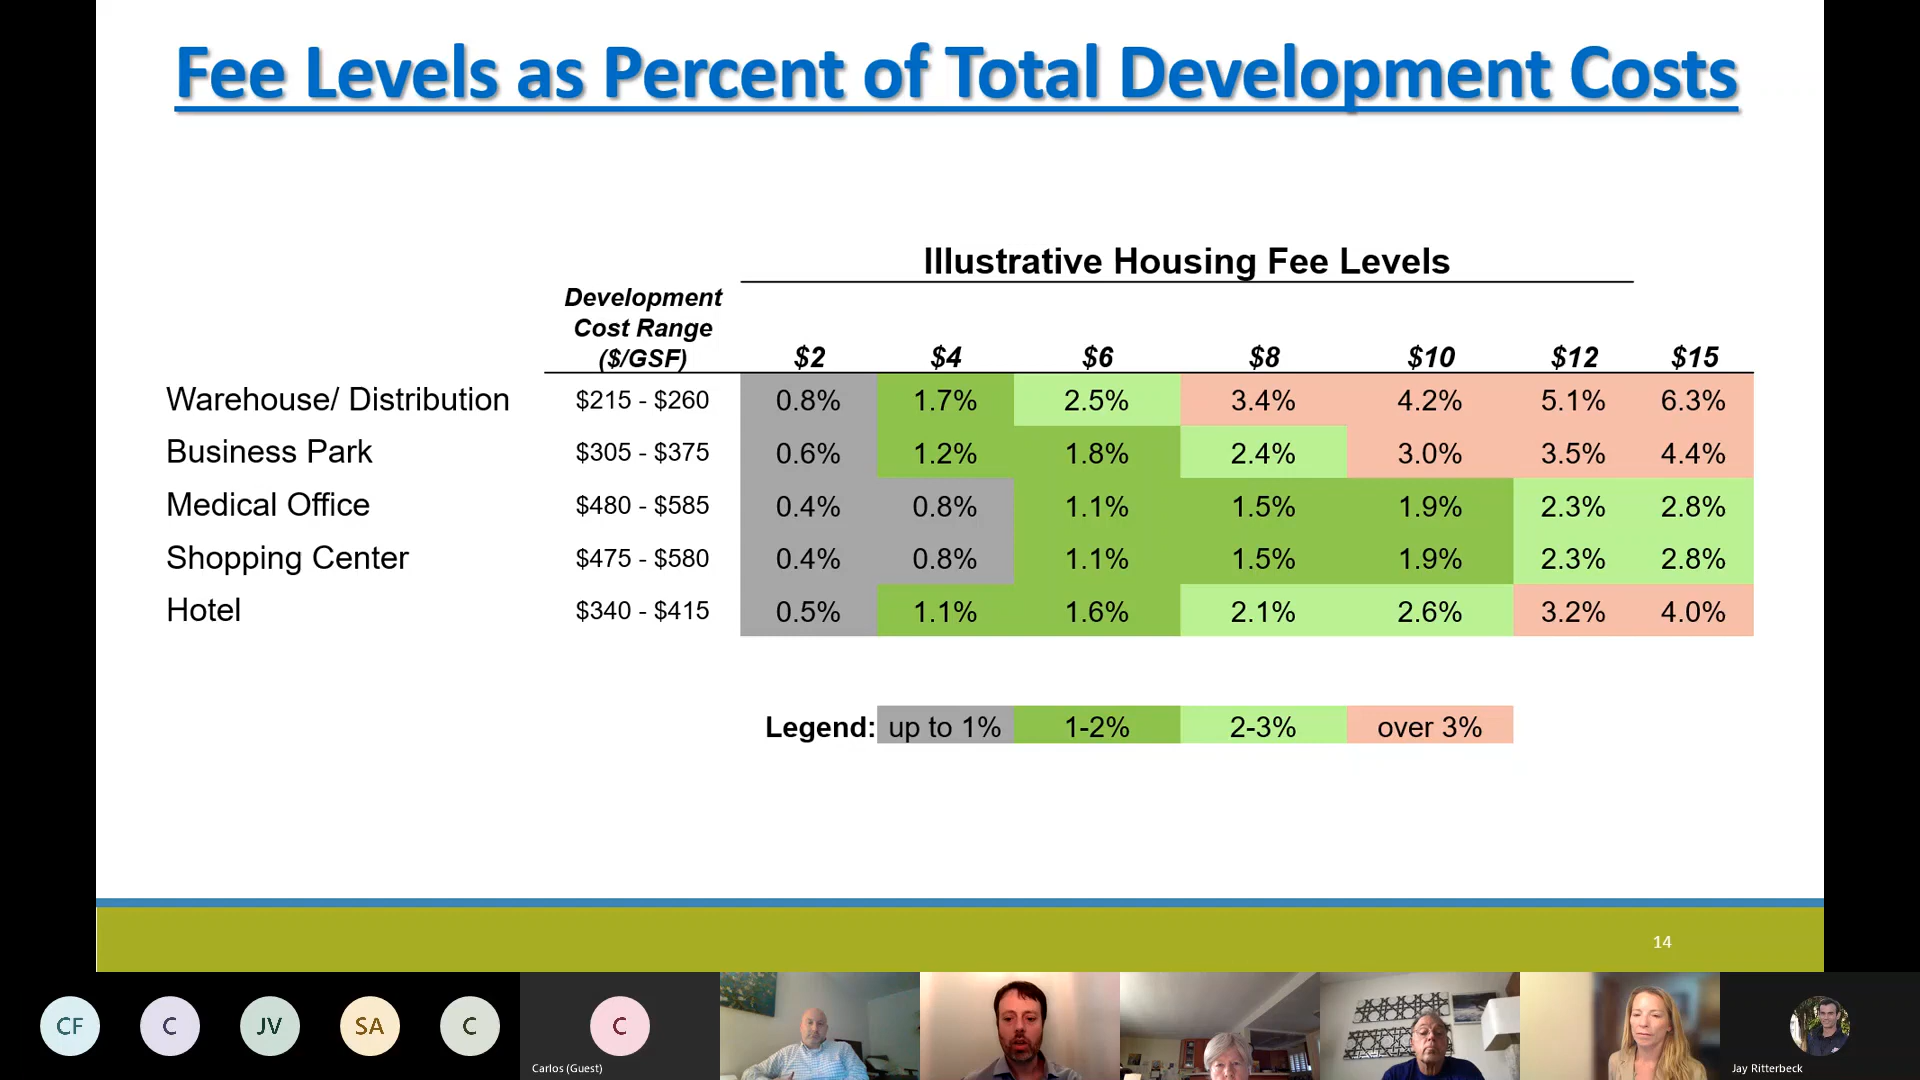 Fee Levels as Percent of Total Development Costs
Illustrative Housing Fee Levels
Development
Cost Range
($/GSF) $2 $4 $6 $8 $10 $12 $15
Warehouse/ Distribution $215 - $260 0.8% 1.7% 2.5% 3.4% 4.2% 5.1% 6.3%
Business Park $305 - $375 0.6% 1.2% 1.8% 2.4% 3.0% 3.5% 4.4%
Medical Office $480 - $585 0.4% 0.8% 1.1% 1.5% 1.9% 2.3% 2.8%
Shopping Center $475 - $580 0.4% 0.8% 1.1% 1.5% 1.9% 2.3% 2.8%
Hotel $340 - $415 0.5% 1.1% 1.6% 2.1% 2.6% 3.2% 4.0%
Legend: up to 1% 1-2% 2-3% over 3%
14
CF C JV SA C C
Carlos (Guest)
Jay Ritterbeck